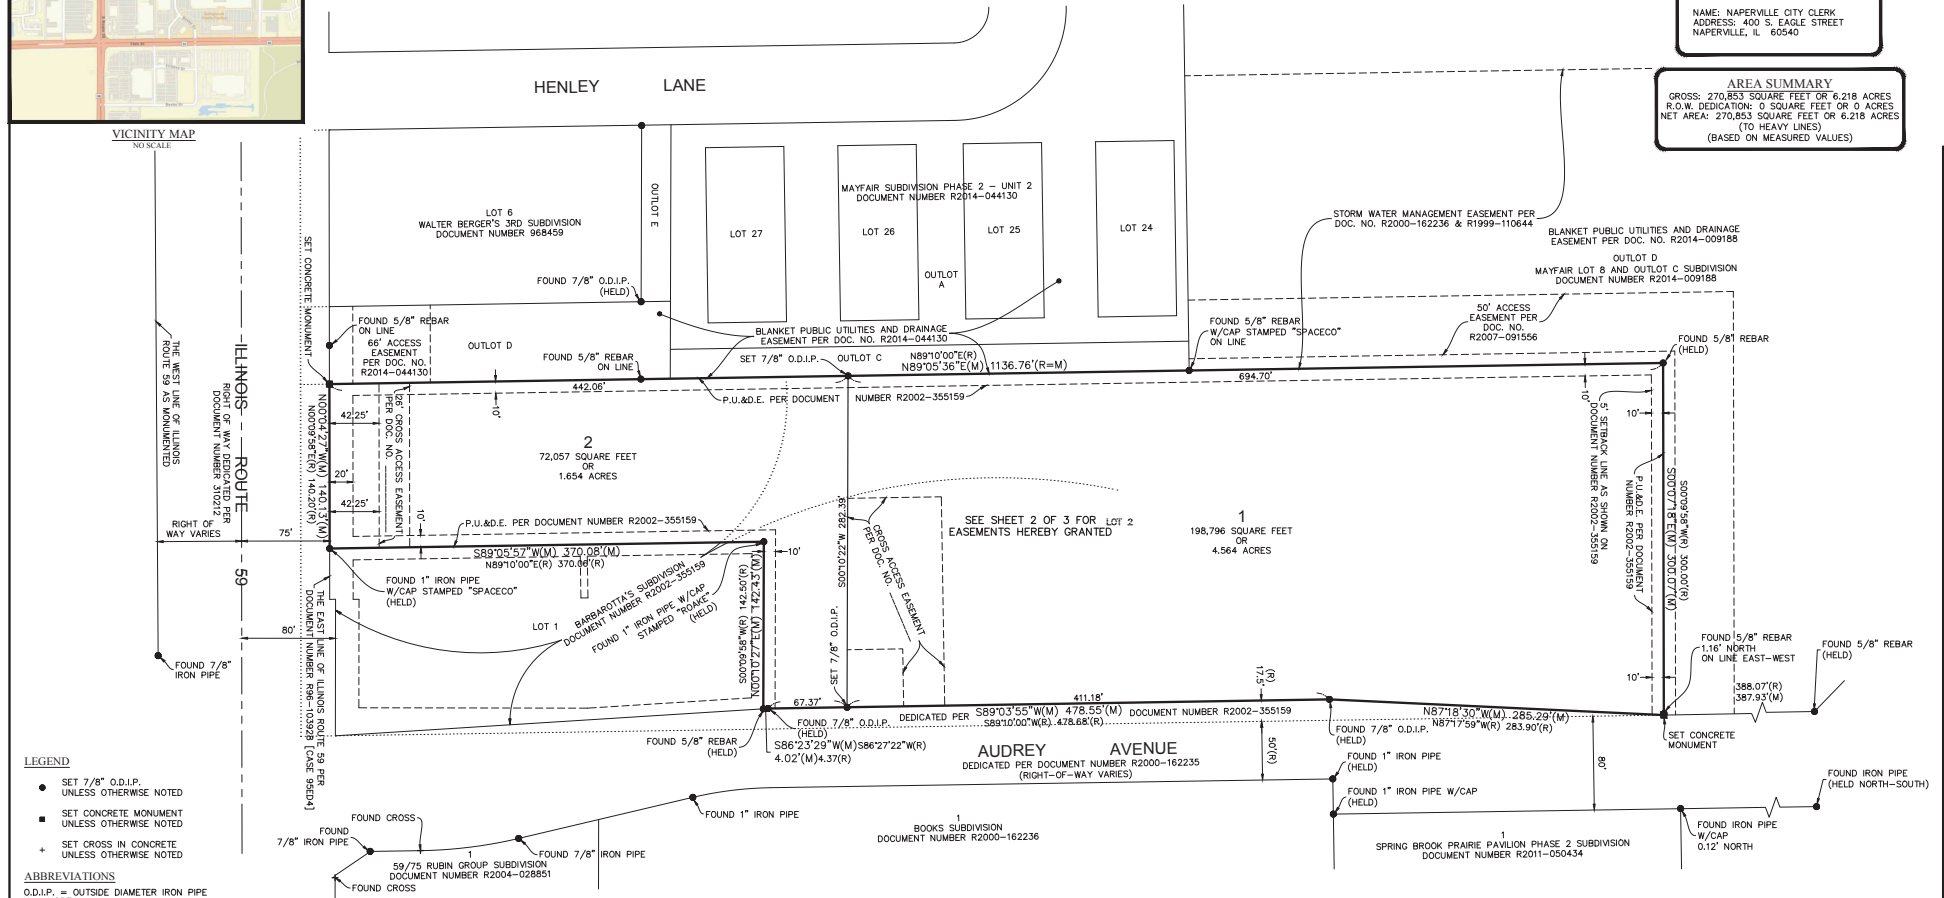 NAME: NAPERVILLE CITY CLERK
ADDRESS: 400 S. EAGLE STREET
NAPERVILLE, IL 60540
AREA SUMMARY
GROSS: 270,853 SQUARE FEET OR 6.218 ACRES
R.O.W. DEDICATION: 0 SQUARE FEET OR 0 ACRES
NET AREA: 270,853 SQUARE FEET OR 6.218 ACRES
(TO HEAVY LINES)
(BASED ON MEASURED VALUES)
VICINITY MAP
NO SCALE
HENLEY LANE
LOT 6
WALTER BERGER'S 3RD SUBDIVISION
DOCUMENT NUMBER 968459
OUTLOT E
MAYFAIR SUBDIVISION PHASE 2 – UNIT 2
DOCUMENT NUMBER R2014-044130
LOT 27
LOT 26
LOT 25
LOT 24
OUTLOT
A
STORM WATER MANAGEMENT EASEMENT PER
DOC. NO. R2000-162236 & R1999-110644
BLANKET PUBLIC UTILITIES AND DRAINAGE
EASEMENT PER DOC. NO. R2014-009188
OUTLOT D
MAYFAIR LOT 8 AND OUTLOT C SUBDIVISION
DOCUMENT NUMBER R2014-009188
50' ACCESS
EASEMENT PER
DOC. NO.
R2007-091556
FOUND 5/8" REBAR
(HELD)
SET CONCRETE MONUMENT
FOUND 7/8" O.D.I.P.
(HELD)
FOUND 5/8" REBAR
ON LINE
66' ACCESS
EASEMENT
PER DOC. NO.
R2014-044130
OUTLOT D
FOUND 5/8" REBAR
ON LINE
BLANKET PUBLIC UTILITIES AND DRAINAGE
EASEMENT PER DOC. NO. R2014-044130
SET 7/8" O.D.I.P.
OUTLOT C
N89°10'00"E(R)
N89°05'36"E(M) 1136.76'(R=M)
FOUND 5/8" REBAR
W/CAP STAMPED "SPACECO"
ON LINE
442.06'
694.70'
10'
10'
P.U.&D.E. PER DOCUMENT NUMBER R2002-355159
THE WEST LINE OF ILLINOIS
ROUTE 59 AS MONUMENTED
ILLINOIS ROUTE 59
RIGHT OF WAY DEDICATED PER
DOCUMENT NUMBER 310212
N00°04'27"W(M) 140.13'(M)
N00°09'58"E(R) 140.20'(R)
42.25'
20'
42.25'
26' CROSS ACCESS EASEMENT
PER DOC. NO.
2
72,057 SQUARE FEET
OR
1.654 ACRES
10'
P.U.&D.E. PER DOCUMENT NUMBER R2002-355159
S89°05'57"W(M) 370.08'(M)
N89°10'00"E(R) 370.06'(R)
RIGHT OF
WAY VARIES
75'
FOUND 1" IRON PIPE
W/CAP STAMPED "SPACECO"
(HELD)
10'
S00°10'22"W 282.39'
SET 7/8" O.D.I.P.
CROSS ACCESS EASEMENT
PER DOC. NO.
SEE SHEET 2 OF 3 FOR
EASEMENTS HEREBY GRANTED
LOT 2
1
198,796 SQUARE FEET
OR
4.564 ACRES
5' SETBACK LINE AS SHOWN ON
DOCUMENT NUMBER R2002-355159
10'
P.U.&D.E. PER DOCUMENT
NUMBER R2002-355159
S00°09'58"W(R) 300.00'(R)
S00°07'18"E(M) 300.07'(M)
10'
80'
THE EAST LINE OF ILLINOIS ROUTE 59 PER
DOCUMENT NUMBER R96-103928 [CASE 95ED4]
LOT 1
BARBAROTTA'S SUBDIVISION
DOCUMENT NUMBER R2002-355159
FOUND 1" IRON PIPE W/CAP
STAMPED "ROAKE"
(HELD)
S00°09'58"W(R) 142.50'(R)
N00°10'27"E(M) 142.43'(M)
FOUND 7/8"
IRON PIPE
67.37'
411.18'
17.5'
(R)
DEDICATED PER S89°03'55"W(M) 478.55'(M) DOCUMENT NUMBER R2002-355159
S89°10'00"W(R) 478.68'(R)
N87°18'30"W(M) 285.29'(M)
N87°17'59"W(R) 283.90'(R)
FOUND 5/8" REBAR
1.16' NORTH
ON LINE EAST-WEST
FOUND 5/8" REBAR
(HELD)
388.07'(R)
387.93'(M)
SET CONCRETE
MONUMENT
FOUND 5/8" REBAR
(HELD)
FOUND 7/8" O.D.I.P.
(HELD)
S86°23'29"W(M) S86°27'22"W(R)
4.02'(M) 4.37(R)
AUDREY AVENUE
DEDICATED PER DOCUMENT NUMBER R2000-162235
(RIGHT-OF-WAY VARIES)
50'(R)
FOUND 7/8" O.D.I.P.
(HELD)
FOUND 1" IRON PIPE
(HELD)
FOUND 1" IRON PIPE W/CAP
(HELD)
80'
FOUND IRON PIPE
(HELD NORTH-SOUTH)
FOUND IRON PIPE
W/CAP
0.12' NORTH
1
SPRING BROOK PRAIRIE PAVILION PHASE 2 SUBDIVISION
DOCUMENT NUMBER R2011-050434
FOUND 1" IRON PIPE
1
BOOKS SUBDIVISION
DOCUMENT NUMBER R2000-162236
FOUND CROSS
FOUND
7/8" IRON PIPE
FOUND 7/8" IRON PIPE
1
59/75 RUBIN GROUP SUBDIVISION
DOCUMENT NUMBER R2004-028851
FOUND CROSS
LEGEND
SET 7/8" O.D.I.P.
UNLESS OTHERWISE NOTED
SET CONCRETE MONUMENT
UNLESS OTHERWISE NOTED
SET CROSS IN CONCRETE
UNLESS OTHERWISE NOTED
ABBREVIATIONS
O.D.I.P. = OUTSIDE DIAMETER IRON PIPE